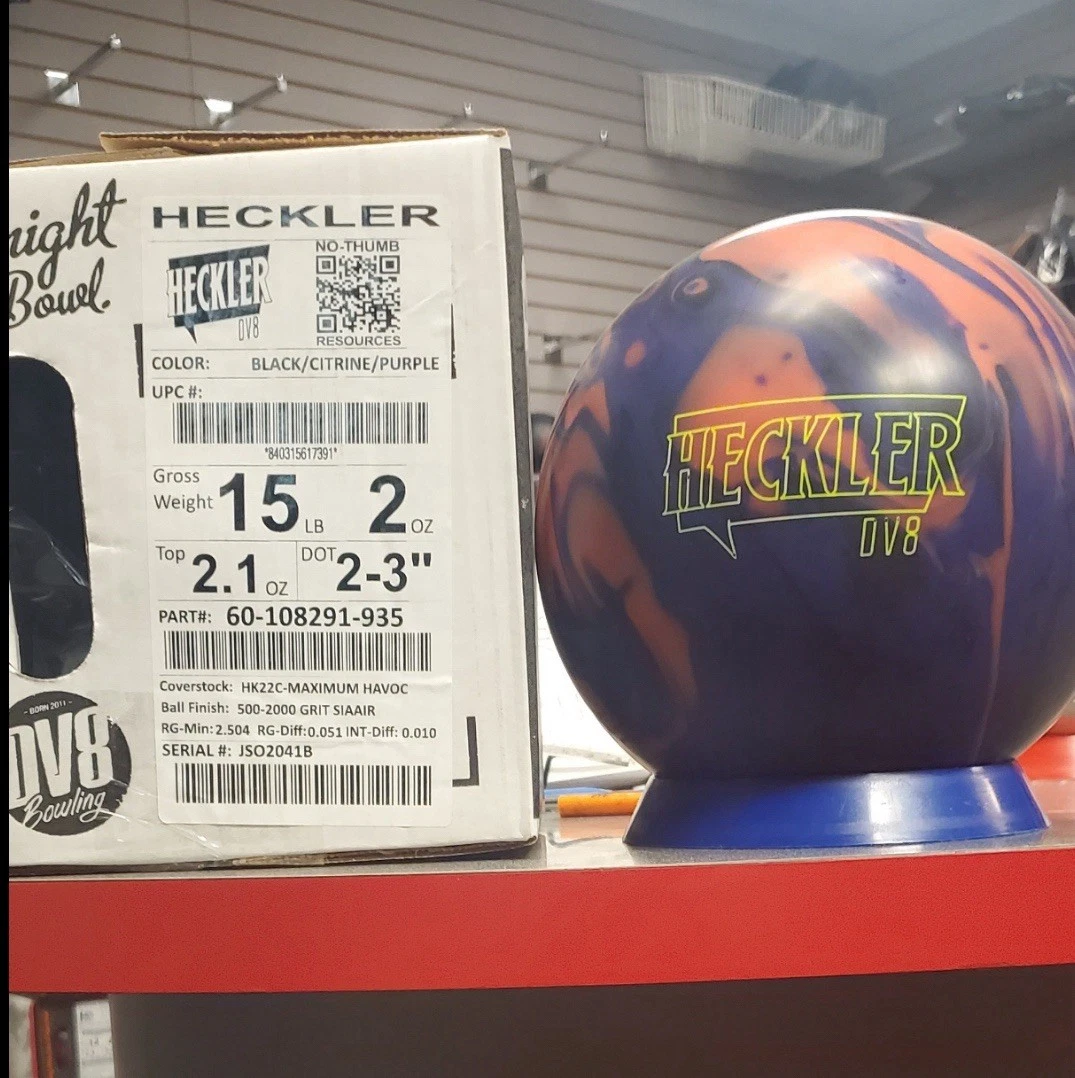 night
Bowl.
HECKLER
HECKLER
DV8
NO-THUMB
RESOURCES
COLOR: BLACK/CITRINE/PURPLE
UPC #:
*840315617391*
Gross
Weight 15 LB 2 OZ
Top 2.1 OZ DOT 2-3"
PART#: 60-108291-935
Coverstock: HK22C-MAXIMUM HAVOC
Ball Finish: 500-2000 GRIT SIAAIR
RG-Min: 2.504 RG-Diff: 0.051 INT-Diff: 0.010
SERIAL #: JSO2041B
- BORN 2011 -
DV8
Bowling
HECKLER
DV8